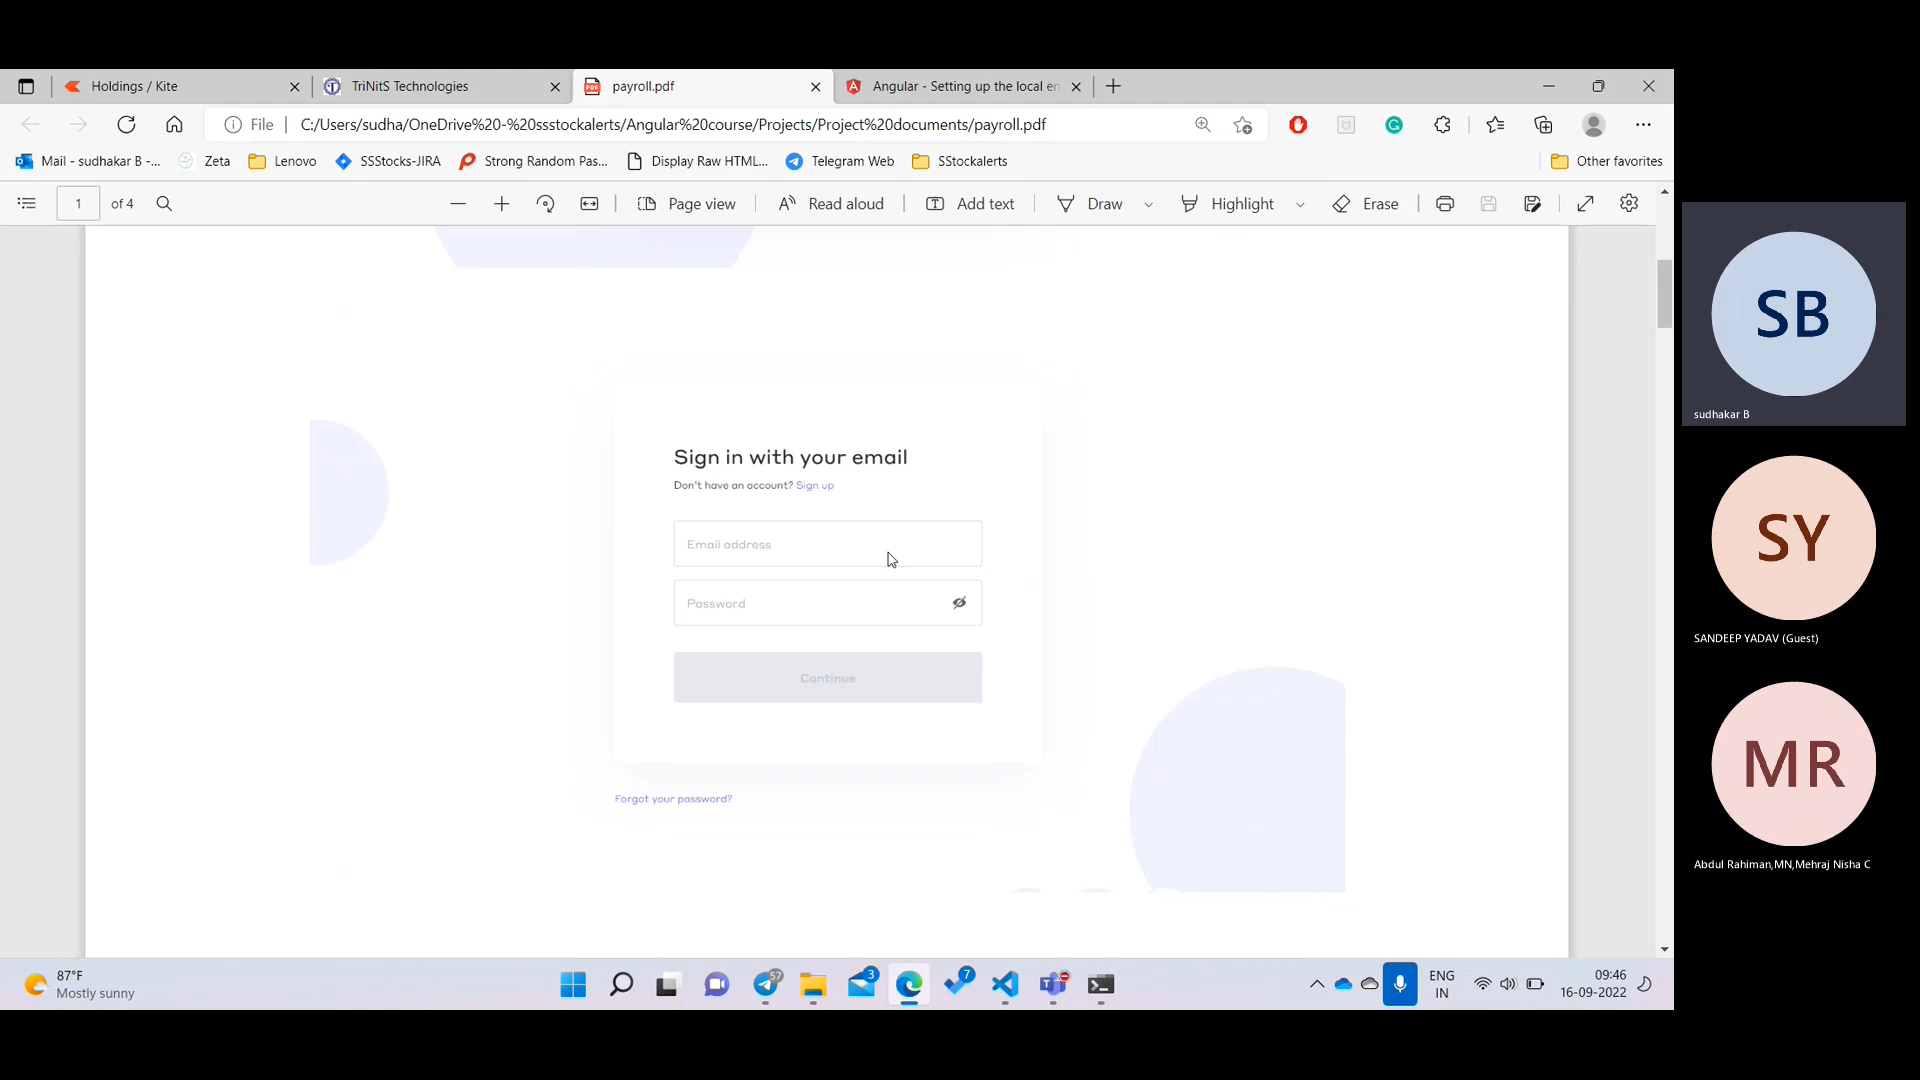 Holdings / Kite
TriNitS Technologies
payroll.pdf
Angular - Setting up the local en
File
C:/Users/sudha/OneDrive%20-%20ssstockalerts/Angular%20course/Projects/Project%20documents/payroll.pdf
Mail - sudhakar B -...
Zeta
Lenovo
SSStocks-JIRA
Strong Random Pas...
Display Raw HTML...
Telegram Web
SStockalerts
Other favorites
1
of 4
Page view
Read aloud
Add text
Draw
Highlight
Erase
Sign in with your email
Don't have an account? Sign up
Email address
Password
Continue
Forgot your password?
SB
sudhakar B
SY
SANDEEP YADAV (Guest)
MR
Abdul Rahiman,MN,Mehraj Nisha C
87°F
Mostly sunny
57
3
7
ENG
IN
09:46
16-09-2022